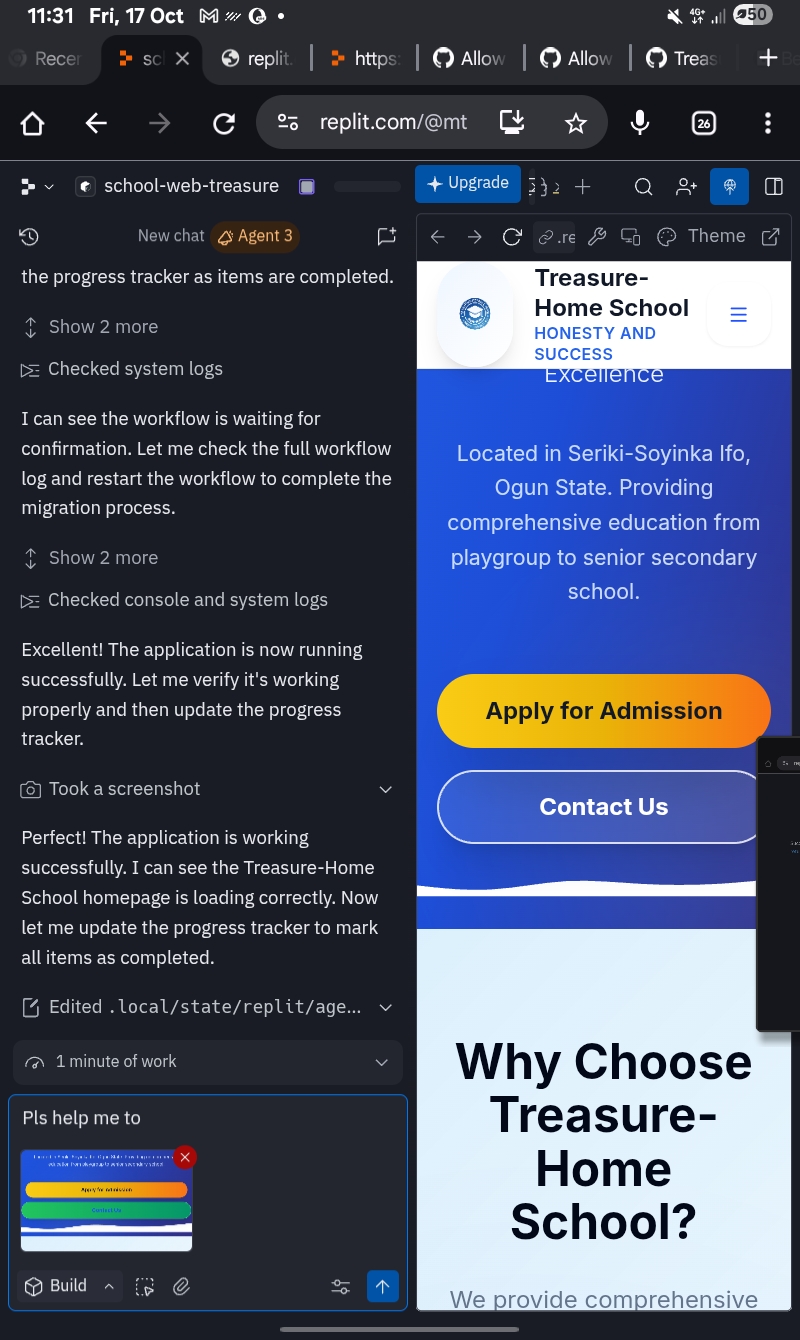 11:31 Fri, 17 Oct
4G+
50
Recer
sc
replit.
https:
Allow
Allow
Treas
replit.com/@mt
26
school-web-treasure
Upgrade
New chat
Agent 3
.re
Theme
the progress tracker as items are completed.
Show 2 more
Checked system logs
I can see the workflow is waiting for
confirmation. Let me check the full workflow
log and restart the workflow to complete the
migration process.
Show 2 more
Checked console and system logs
Excellent! The application is now running
successfully. Let me verify it's working
properly and then update the progress
tracker.
Took a screenshot
Perfect! The application is working
successfully. I can see the Treasure-Home
School homepage is loading correctly. Now
let me update the progress tracker to mark
all items as completed.
Edited .local/state/replit/age...
1 minute of work
Pls help me to
Apply for Admission
Contact Us
Build
Treasure-
Home School
HONESTY AND
SUCCESS
Excellence
Located in Seriki-Soyinka Ifo,
Ogun State. Providing
comprehensive education from
playgroup to senior secondary
school.
Apply for Admission
Contact Us
Why Choose
Treasure-
Home
School?
We provide comprehensive